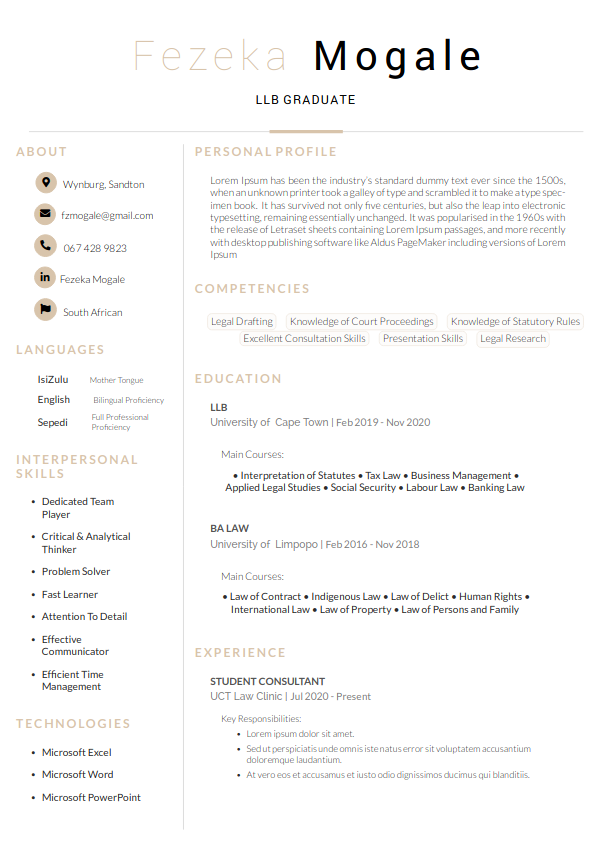 Fezeka Mogale
LLB GRADUATE
ABOUT
Wynburg, Sandton
fzmogale@gmail.com
067 428 9823
Fezeka Mogale
South African
LANGUAGES
IsiZulu Mother Tongue
English Bilingual Proficiency
Sepedi Full Professional
Proficiency
INTERPERSONAL
SKILLS
• Dedicated Team
Player
• Critical & Analytical
Thinker
• Problem Solver
• Fast Learner
• Attention To Detail
• Effective
Communicator
• Efficient Time
Management
TECHNOLOGIES
• Microsoft Excel
• Microsoft Word
• Microsoft PowerPoint
PERSONAL PROFILE
Lorem Ipsum has been the industry's standard dummy text ever since the 1500s,
when an unknown printer took a galley of type and scrambled it to make a type spec-
imen book. It has survived not only five centuries, but also the leap into electronic
typesetting, remaining essentially unchanged. It was popularised in the 1960s with
the release of Letraset sheets containing Lorem Ipsum passages, and more recently
with desktop publishing software like Aldus PageMaker including versions of Lorem
Ipsum
COMPETENCIES
Legal Drafting Knowledge of Court Proceedings Knowledge of Statutory Rules
Excellent Consultation Skills Presentation Skills Legal Research
EDUCATION
LLB
University of Cape Town | Feb 2019 - Nov 2020
Main Courses:
• Interpretation of Statutes • Tax Law • Business Management •
Applied Legal Studies • Social Security • Labour Law • Banking Law
BA LAW
University of Limpopo | Feb 2016 - Nov 2018
Main Courses:
• Law of Contract • Indigenous Law • Law of Delict • Human Rights •
International Law • Law of Property • Law of Persons and Family
EXPERIENCE
STUDENT CONSULTANT
UCT Law Clinic | Jul 2020 - Present
Key Responsibilities:
• Lorem ipsum dolor sit amet.
• Sed ut perspiciatis unde omnis iste natus error sit voluptatem accusantium
doloremque laudantium.
• At vero eos et accusamus et iusto odio dignissimos ducimus qui blanditiis.